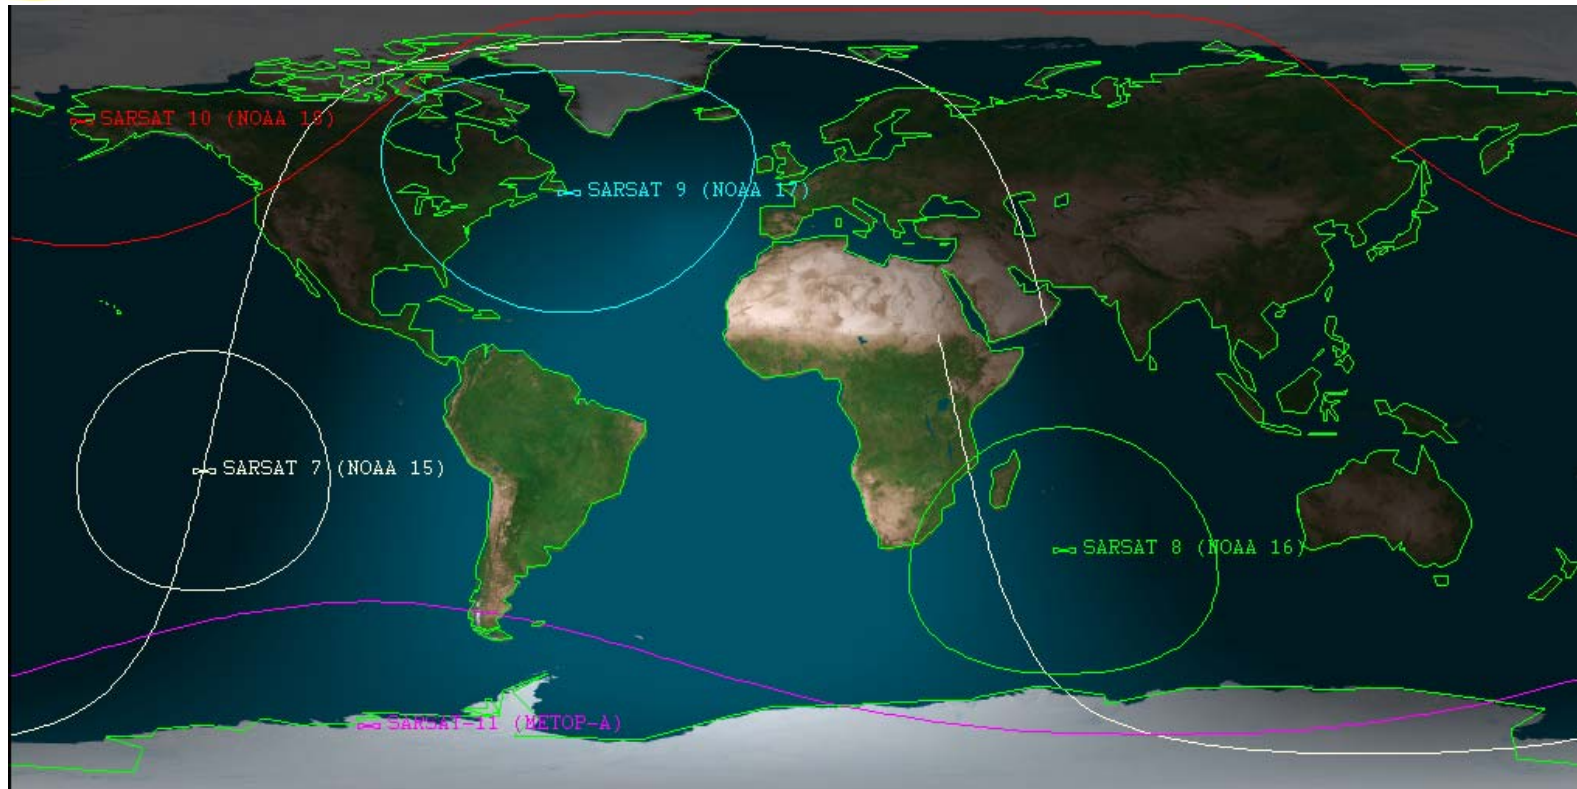 SARSAT 10 (NOAA 18)
SARSAT 9 (NOAA 17)
SARSAT 7 (NOAA 15)
SARSAT 8 (NOAA 16)
SARSAT-11 (METOP-A)